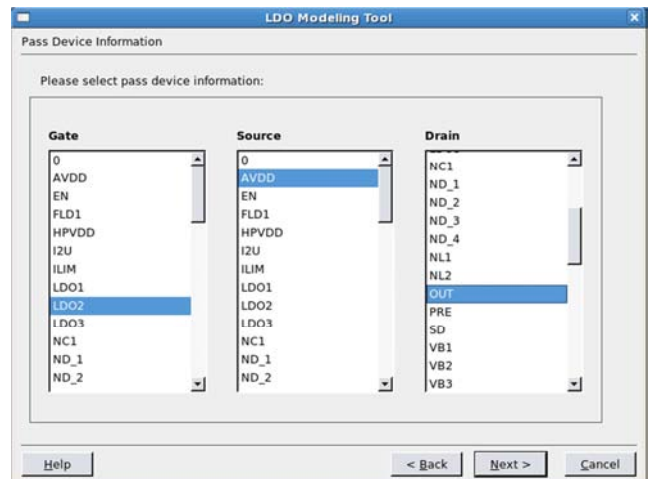 LDO Modeling Tool
Pass Device Information
Please select pass device information:
Gate
0
AVDD
EN
FLD1
HPVDD
I2U
ILIM
LDO1
LDO2
LDO3
NC1
ND_1
ND_2
Source
0
AVDD
EN
FLD1
HPVDD
I2U
ILIM
LDO1
LDO2
LDO3
NC1
ND_1
ND_2
Drain
NC1
ND_1
ND_2
ND_3
ND_4
NL1
NL2
OUT
PRE
SD
VB1
VB2
VB3
Help
< Back
Next >
Cancel